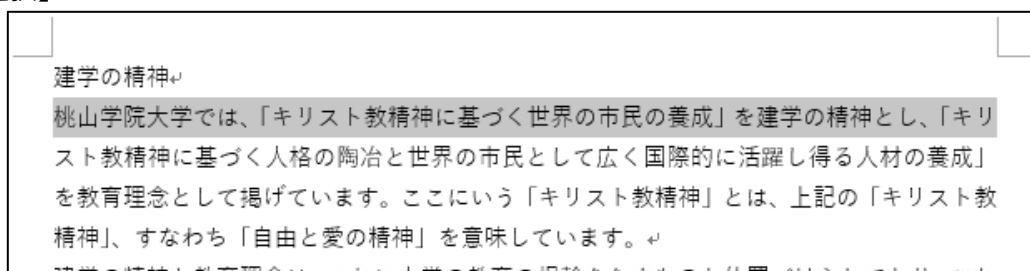 建学の精神
桃山学院大学では、「キリスト教精神に基づく世界の市民の養成」を建学の精神とし、「キリ
スト教精神に基づく人格の陶冶と世界の市民として広く国際的に活躍し得る人材の養成」
を教育理念として掲げています。ここにいう「キリスト教精神」とは、上記の「キリスト教
精神」、すなわち「自由と愛の精神」を意味しています。